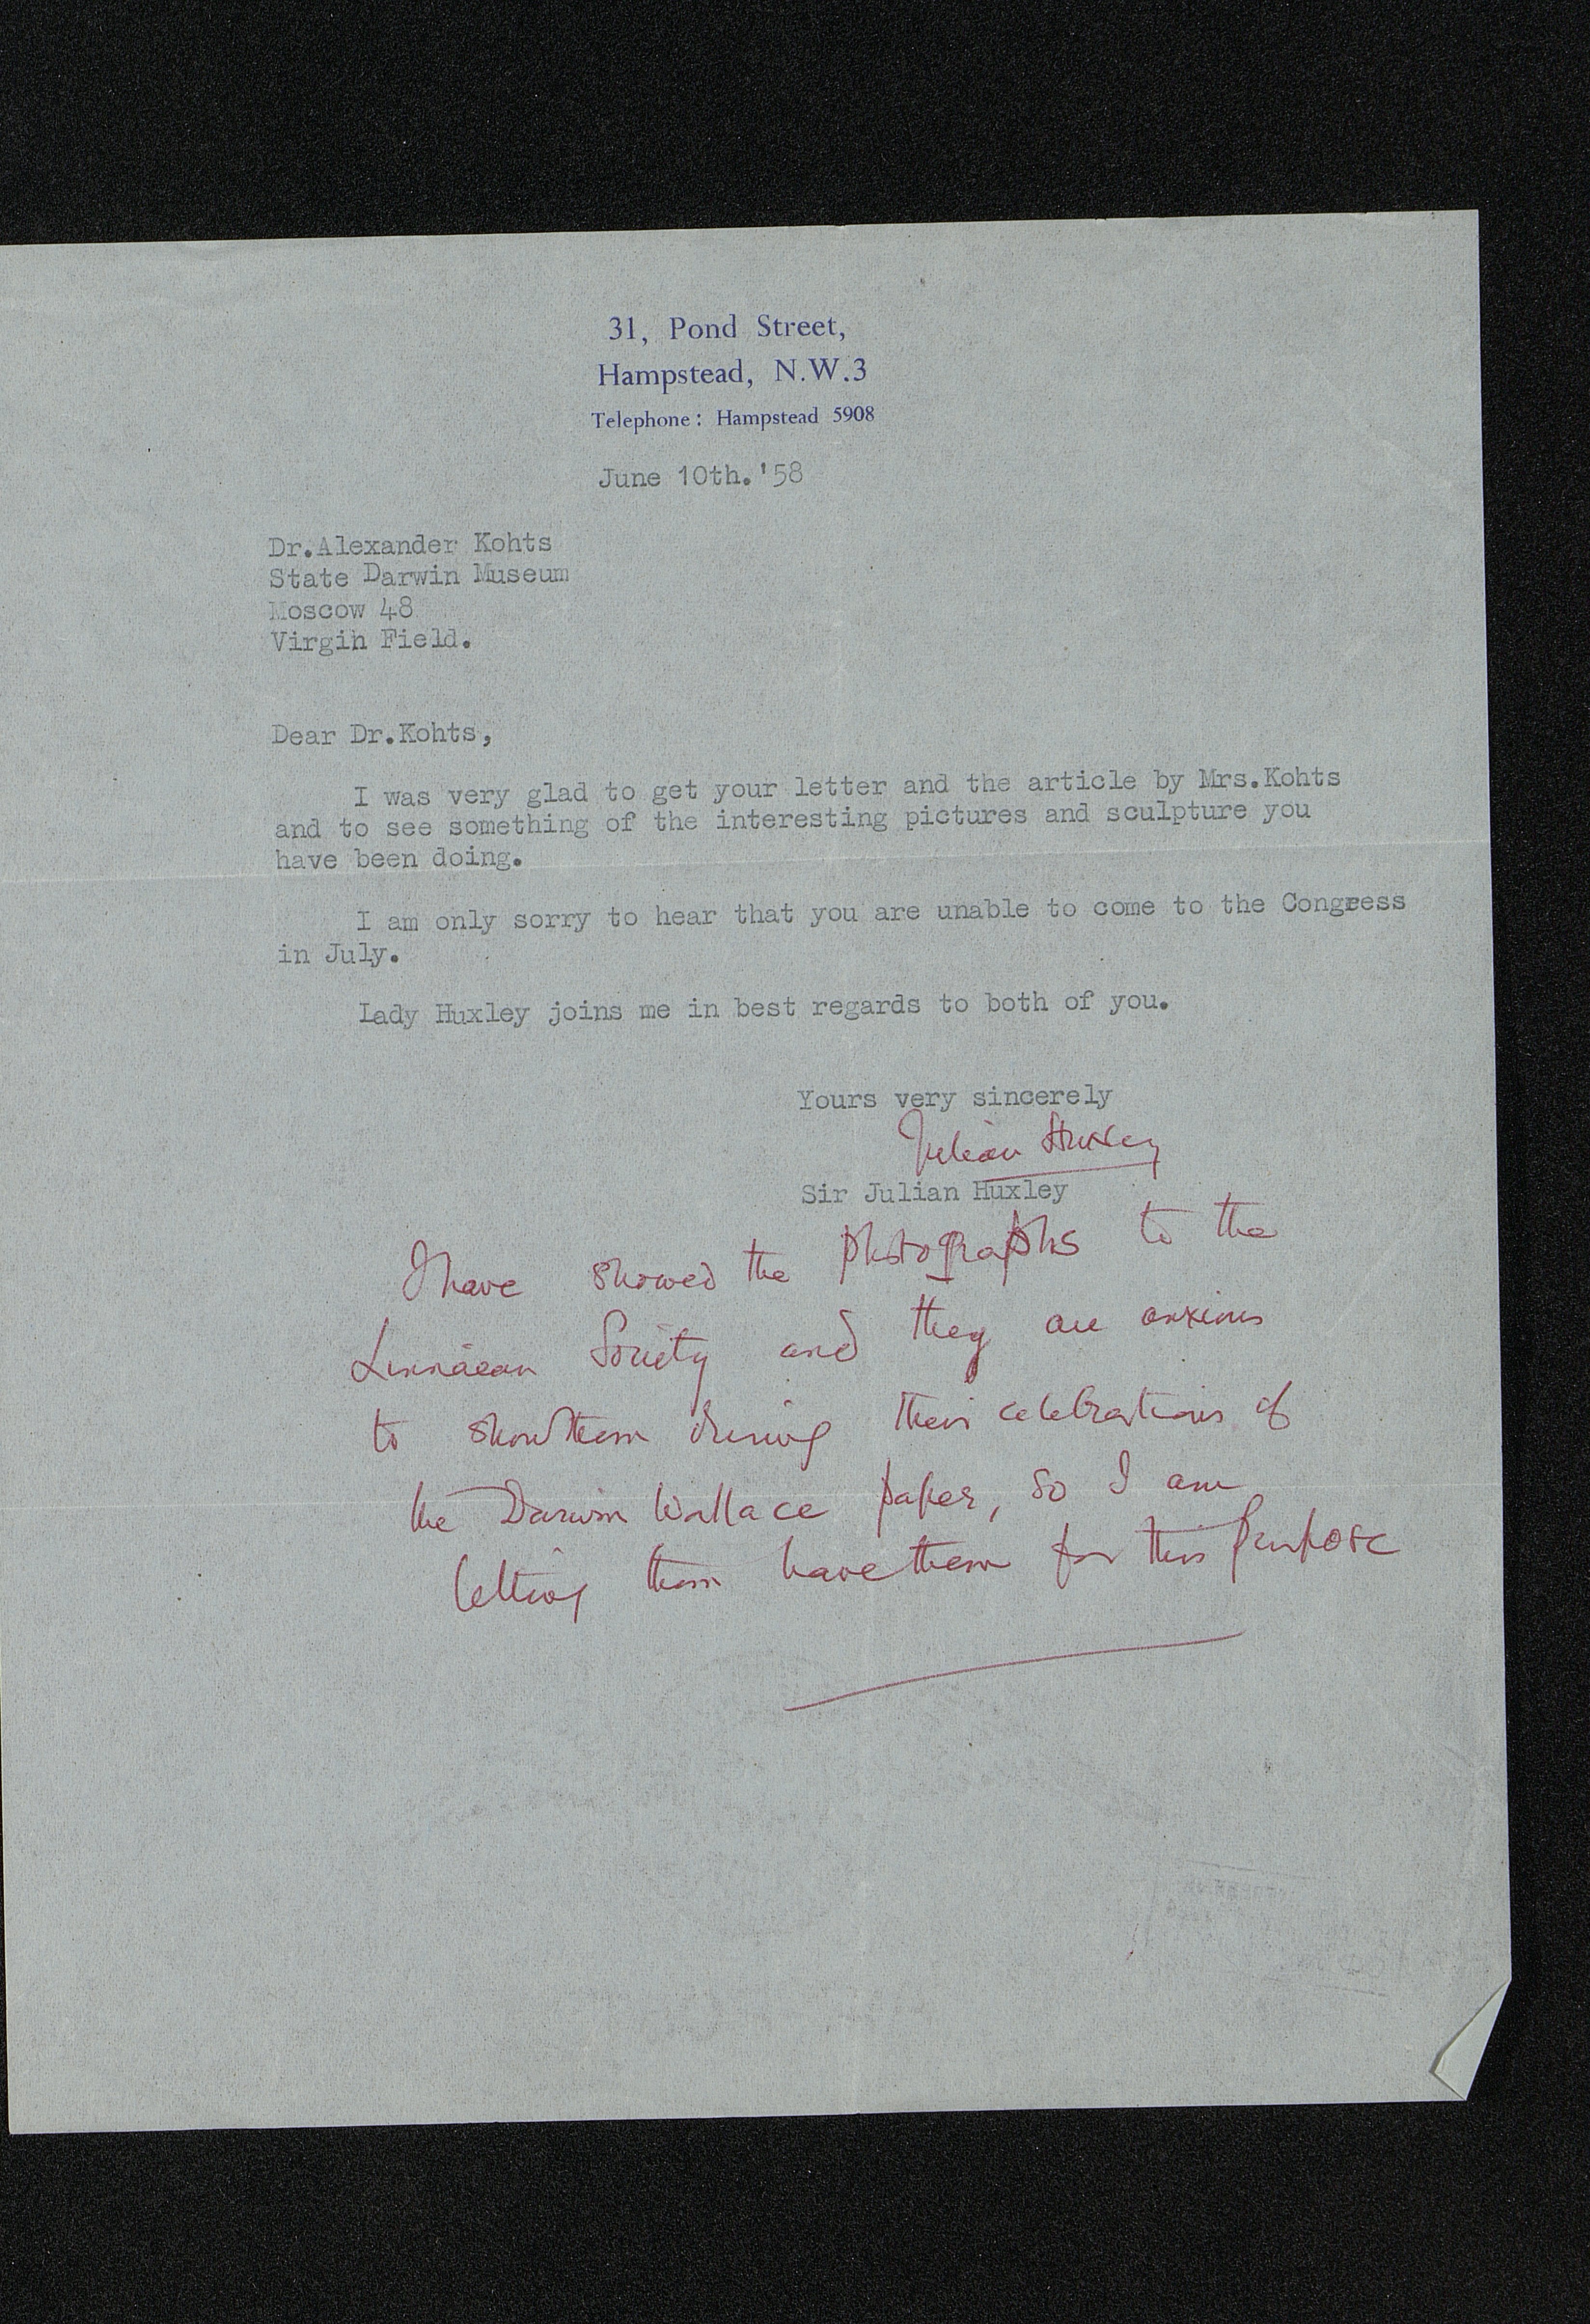 31, Pond Street,
Hampstead, N.W.3
Telephone: Hampstead 5908
June 10th.'58
Dr.Alexander Kohts
State Darwin Museum
Moscow 48
Virgin Field.
Dear Dr.Kohts,
I was very glad to get your letter and the article by Mrs.Kohts
and to see something of the interesting pictures and sculpture you
have been doing.
I am only sorry to hear that you are unable to come to the Congress
in July.
Lady Huxley joins me in best regards to both of you.
Yours very sincerely
Julian Huxley
Sir Julian Huxley
I have showed the photographs to the
Linnaean Society and they are anxious
to show them during their celebrations of
the Darwin Wallace paper, so I am
letting them have them for this purpose